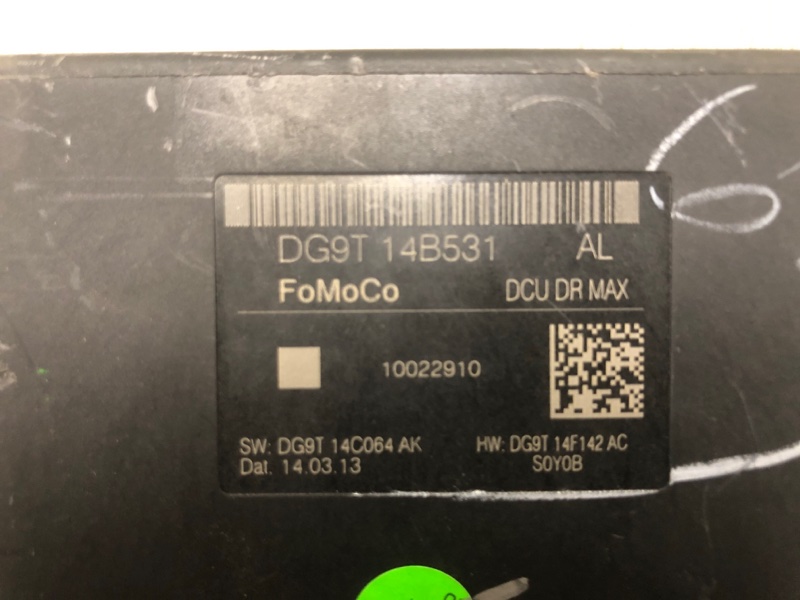 DG9T 14B531 AL
FoMoCo DCU DR MAX
10022910
SW: DG9T 14C064 AK HW: DG9T 14F142 AC
Dat. 14.03.13 S0Y0B